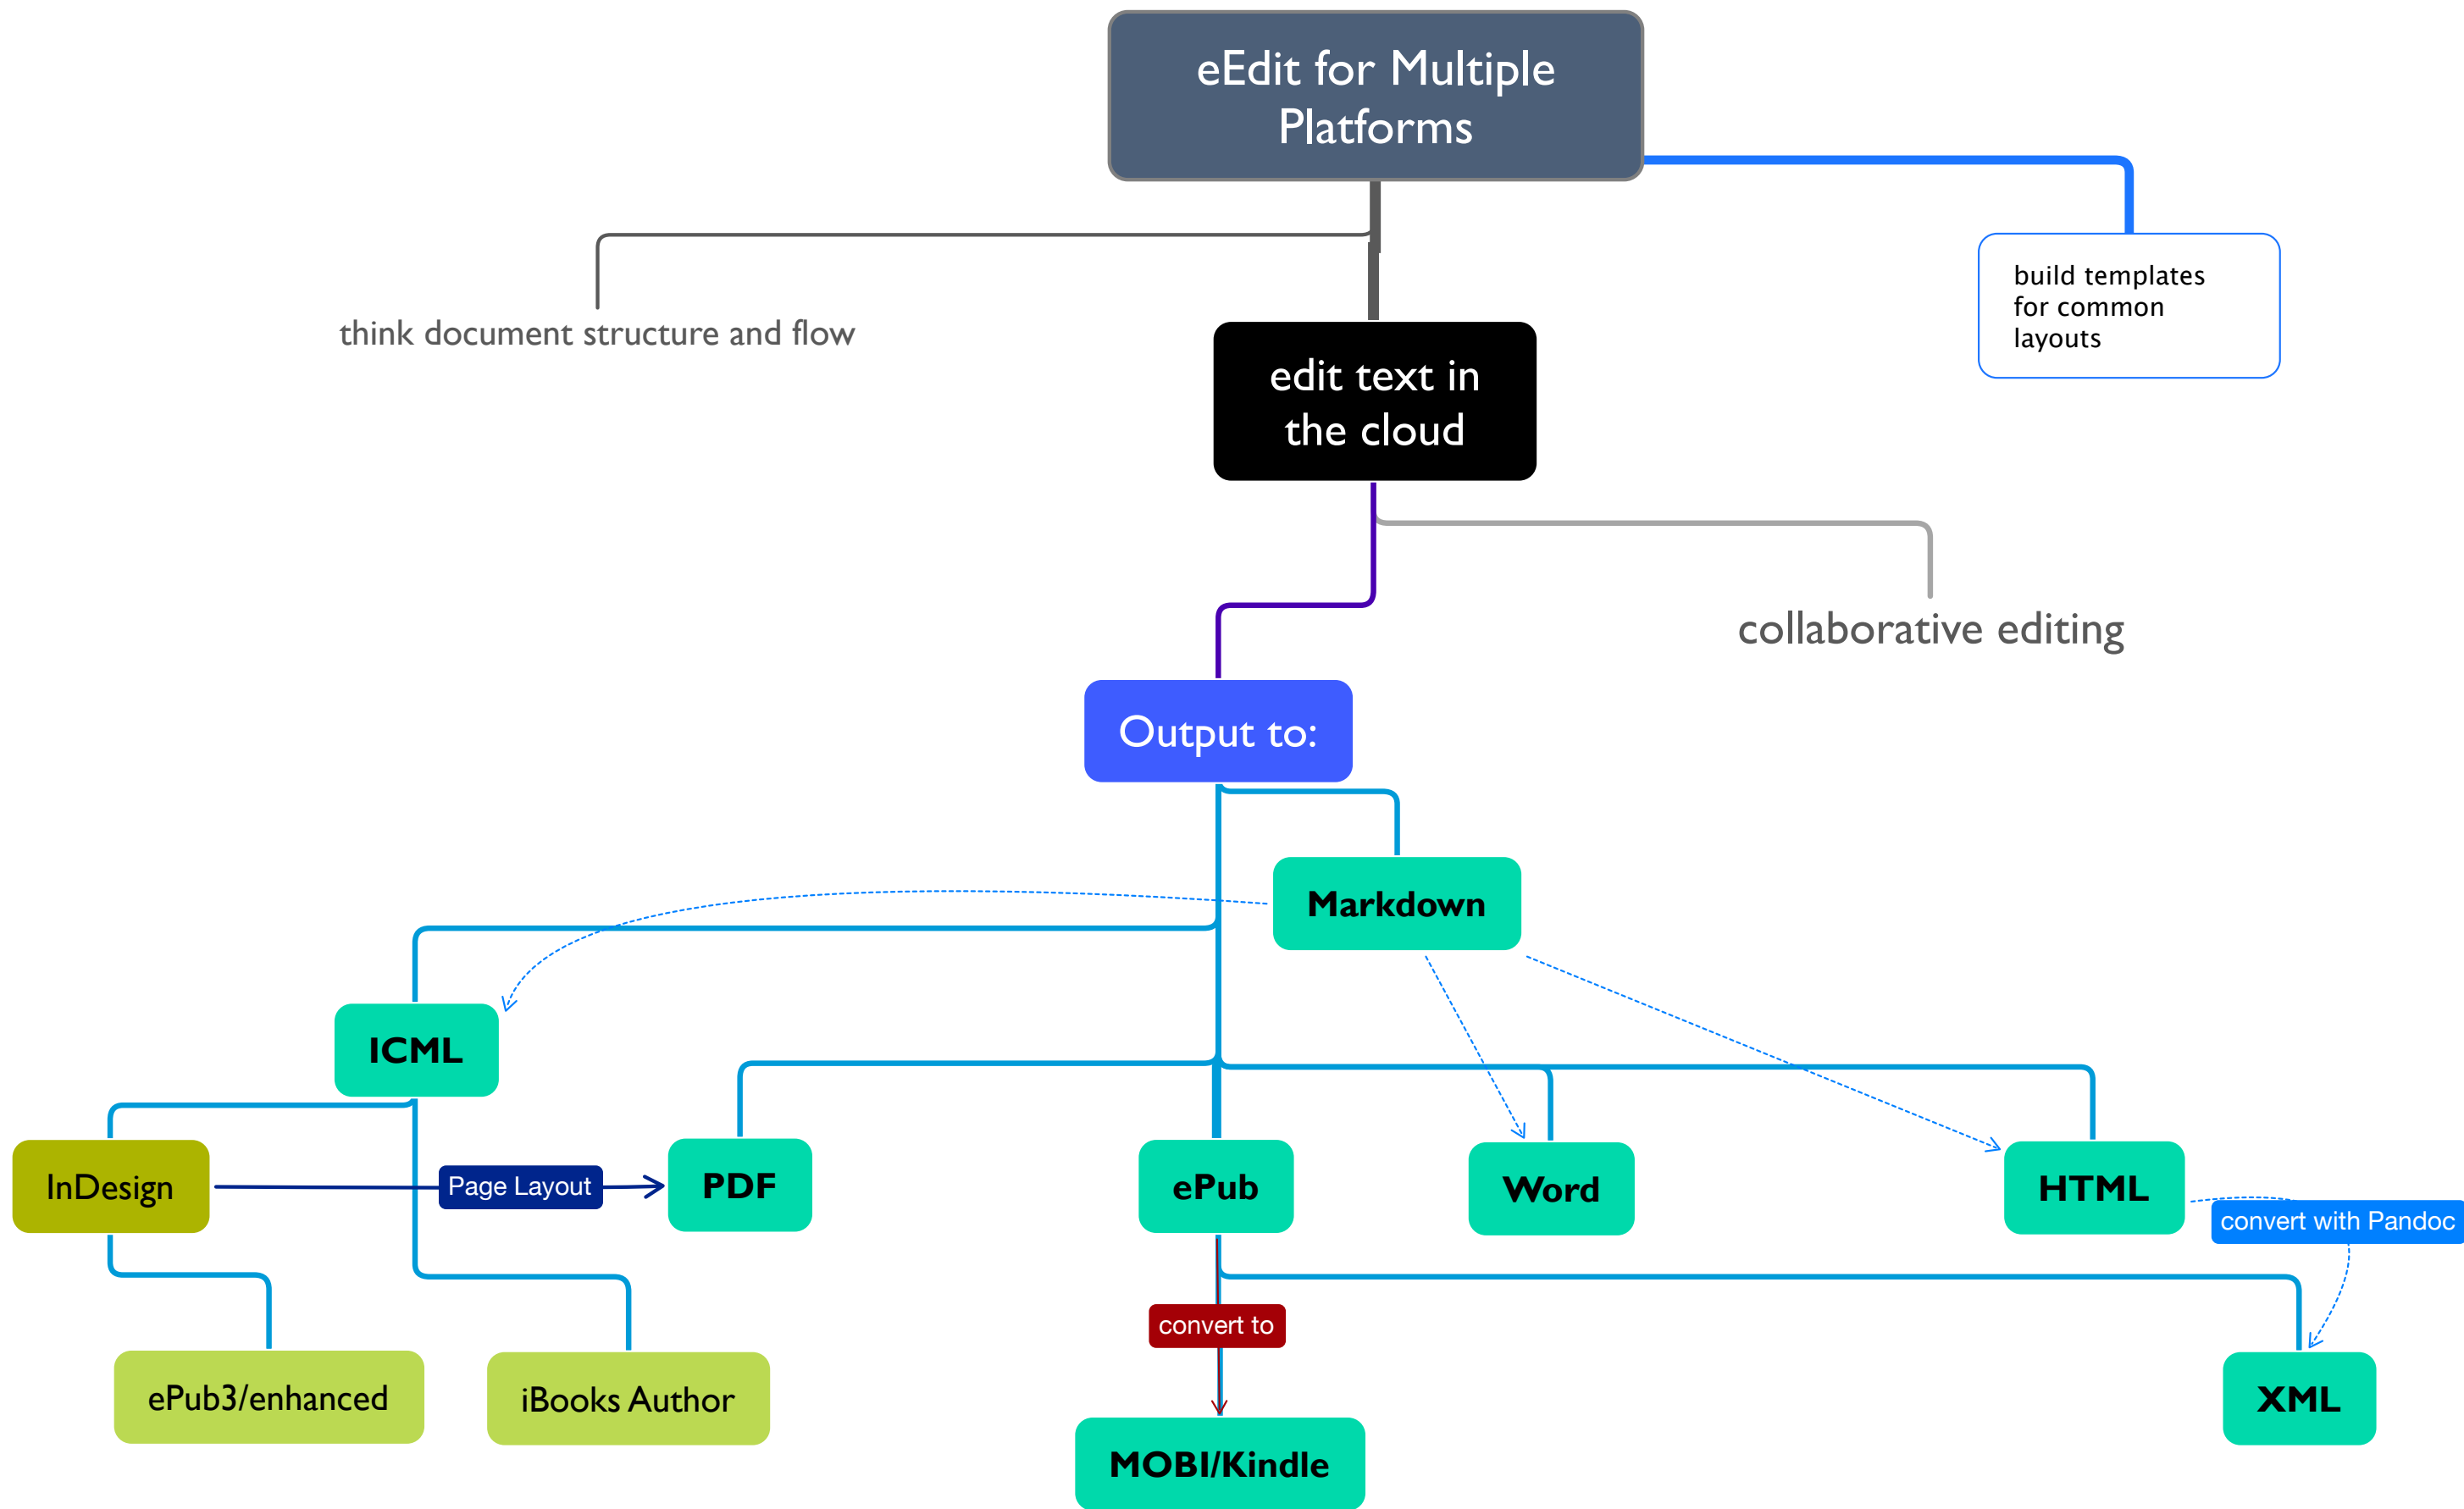 eEdit for Multiple
Platforms
think document structure and flow
build templates
for common
layouts
edit text in
the cloud
collaborative editing
Output to:
Markdown
ICML
InDesign
Page Layout
PDF
ePub
Word
HTML
convert with Pandoc
convert to
ePub3/enhanced
iBooks Author
XML
MOBI/Kindle